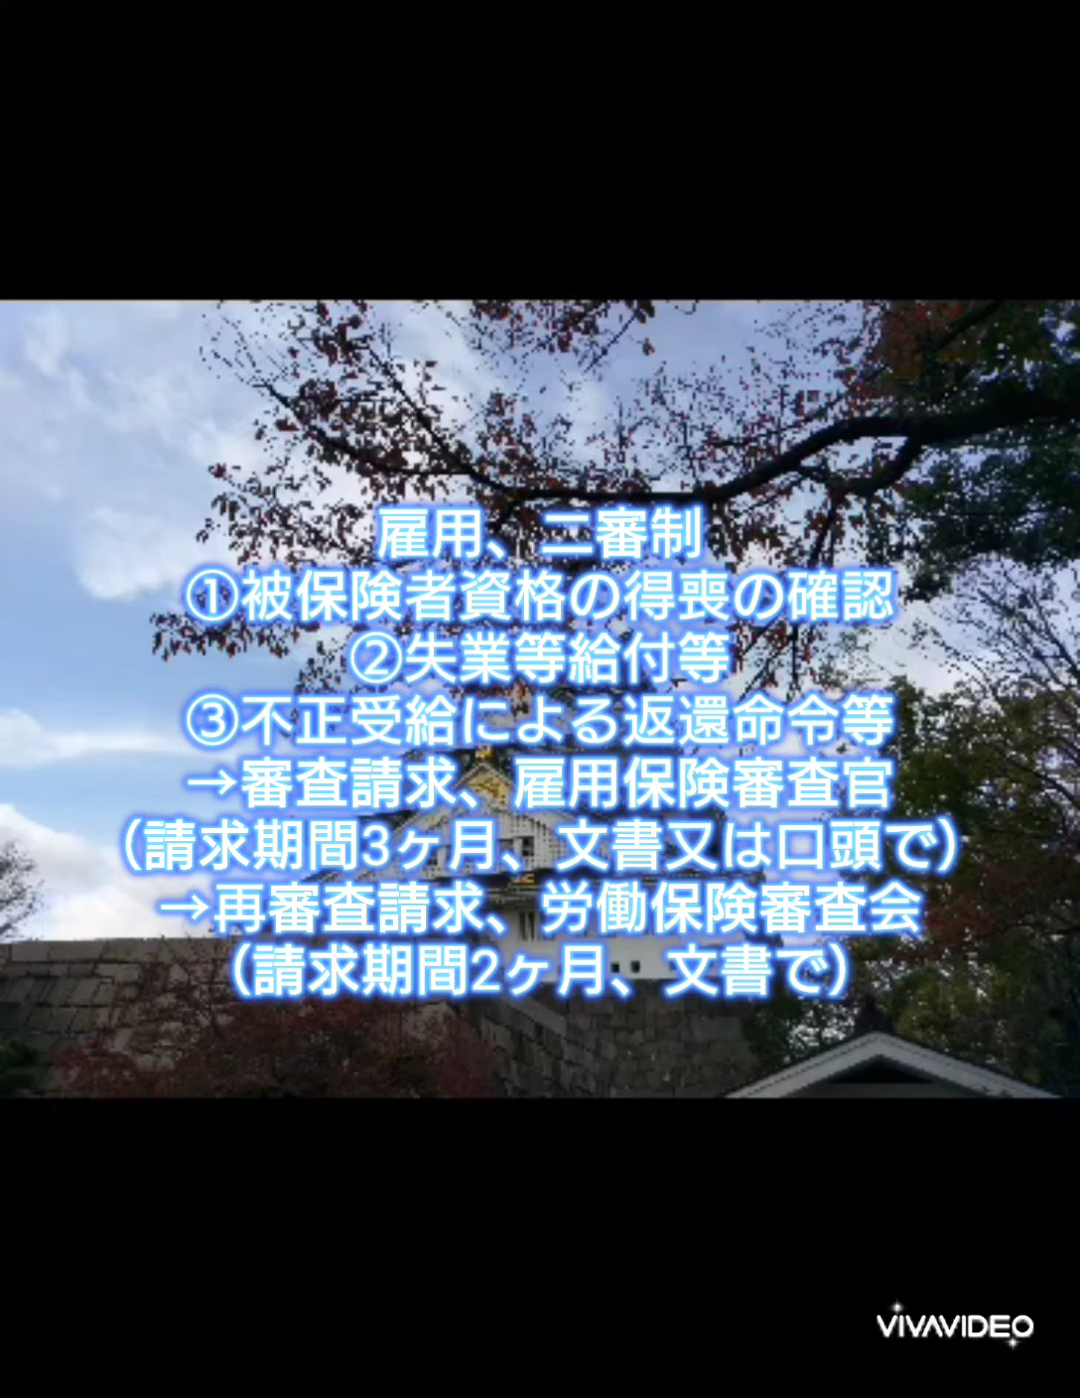 雇用、二審制
①被保険者資格の得喪の確認
②失業等給付等
③不正受給による返還命令等
→審査請求、雇用保険審査官
（請求期間3ヶ月、文書又は口頭で）
→再審査請求、労働保険審査会
（請求期間2ヶ月、文書で）
VIVAVIDEO